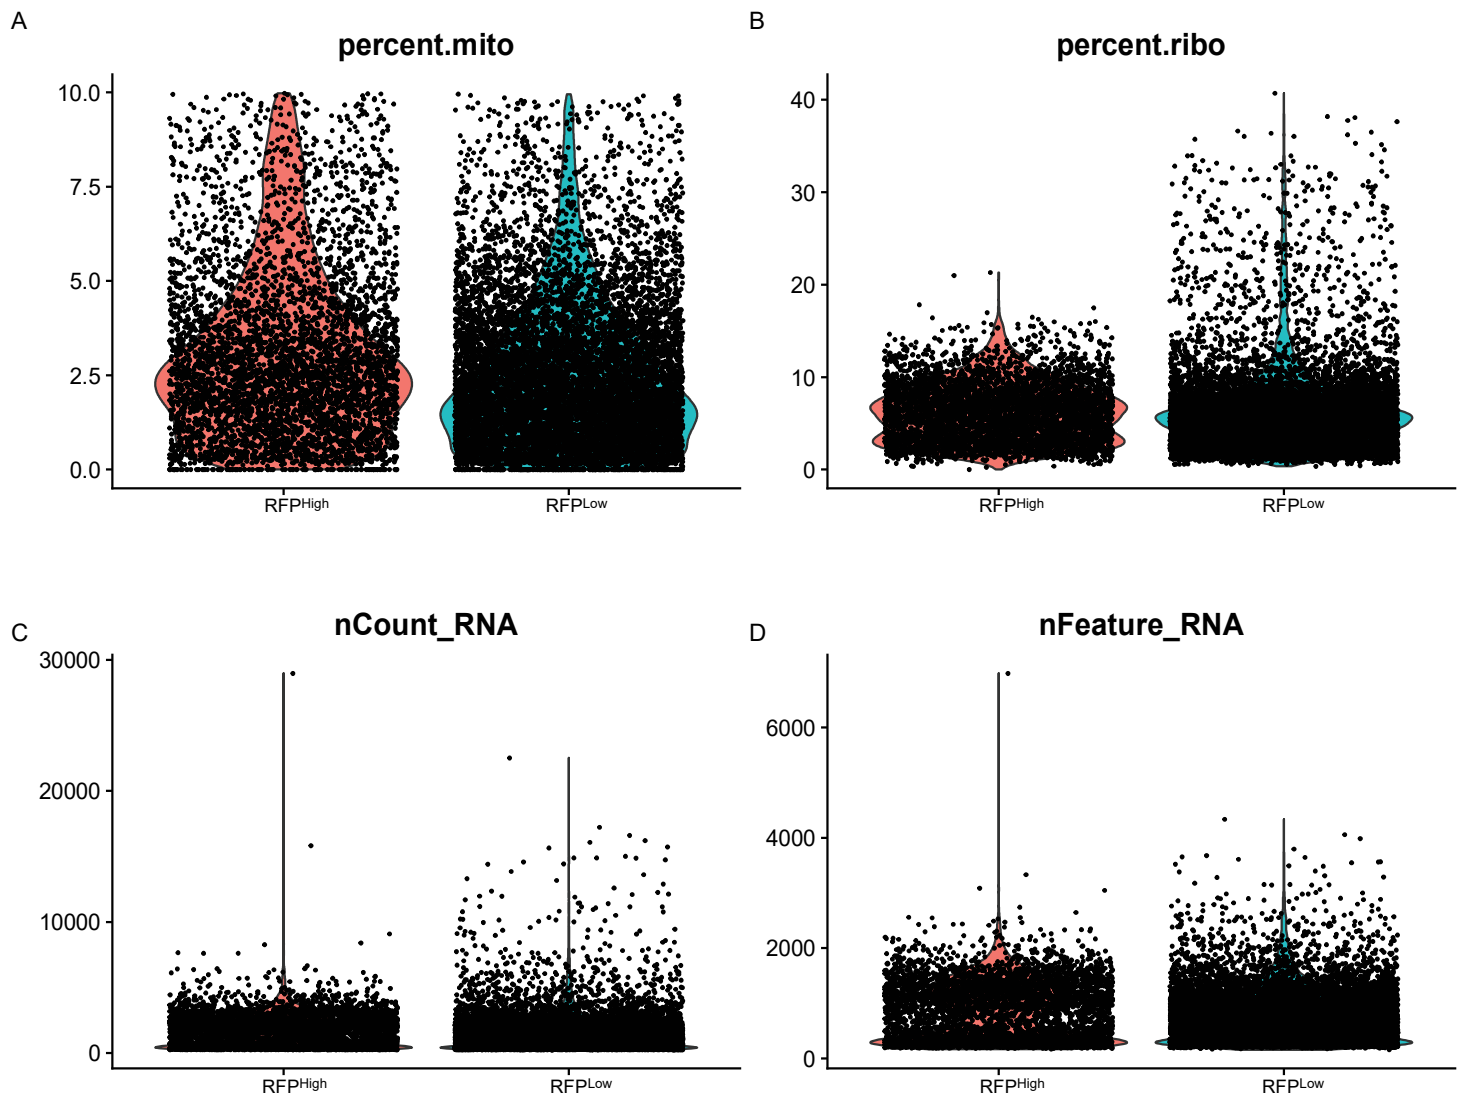 A
percent.mito
10.0
7.5
5.0
2.5
0.0
RFPHigh
RFPLow
B
percent.ribo
40
30
20
10
0
RFPHigh
RFPLow
C
nCount_RNA
30000
20000
10000
0
RFPHigh
RFPLow
D
nFeature_RNA
6000
4000
2000
0
RFPHigh
RFPLow